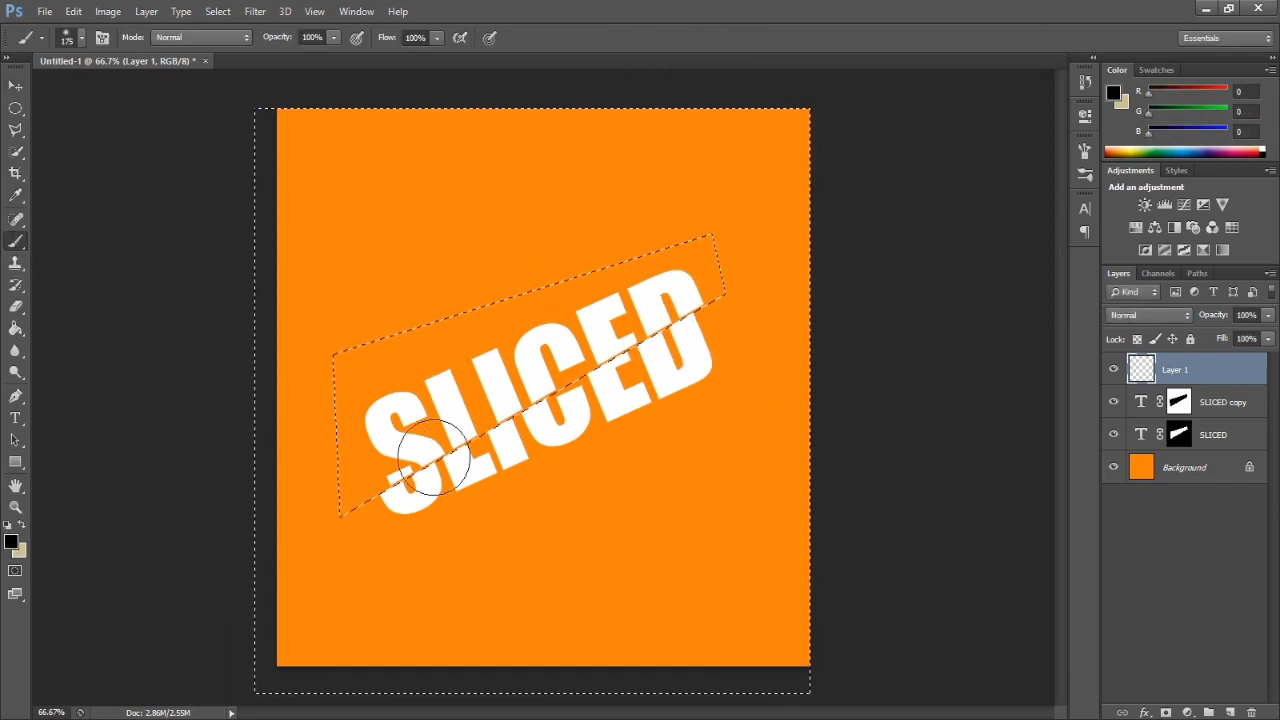 Ps File Edit Image Layer Type Select Filter 3D View Window Help
175 Mode: Normal Opacity: 100% Flow: 100% Essentials
Untitled-1 @ 66.7% (Layer 1, RGB/8) * ×
Color Swatches
R 0
G 0
B 0
Adjustments Styles
Add an adjustment
Layers Channels Paths
Kind T
Normal Opacity: 100%
Lock: Fill: 100%
Layer 1
T SLICED copy
T SLICED
Background
SLICED
66.67% Doc: 2.86M/2.55M fx